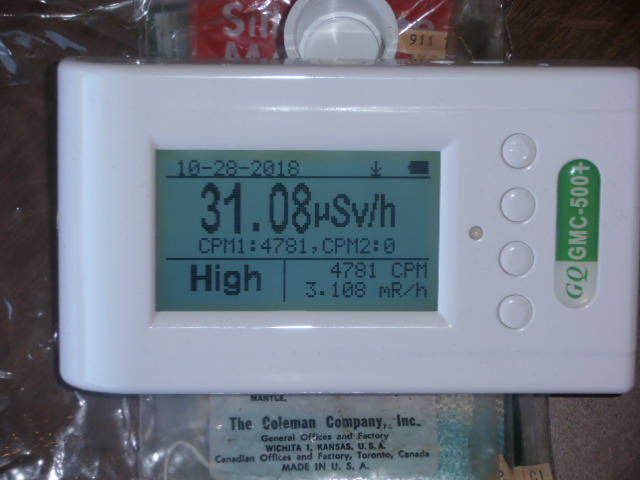 911
10-28-2018
31.08µSv/h
CPM1:4781,CPM2:0
High
4781 CPM
3.108 mR/h
GQ GMC-500+
MANTLE.
The Coleman Company, Inc.
General Offices and Factory
WICHITA 1, KANSAS, U. S. A.
Canadian Offices and Factory, Toronto, Canada
MADE IN U. S. A.